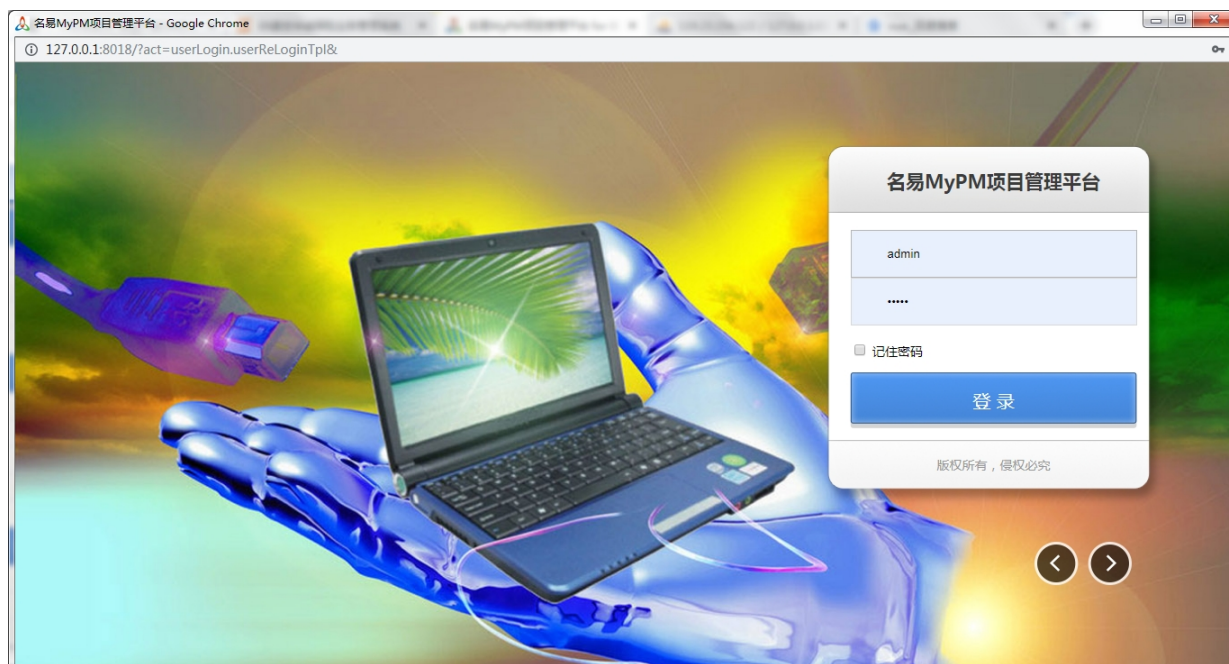 名易MyPM项目管理平台 - Google Chrome
127.0.0.1:8018/?act=userLogin.userReLoginTpl&
名易MyPM项目管理平台
admin
•••••
记住密码
登 录
版权所有，侵权必究